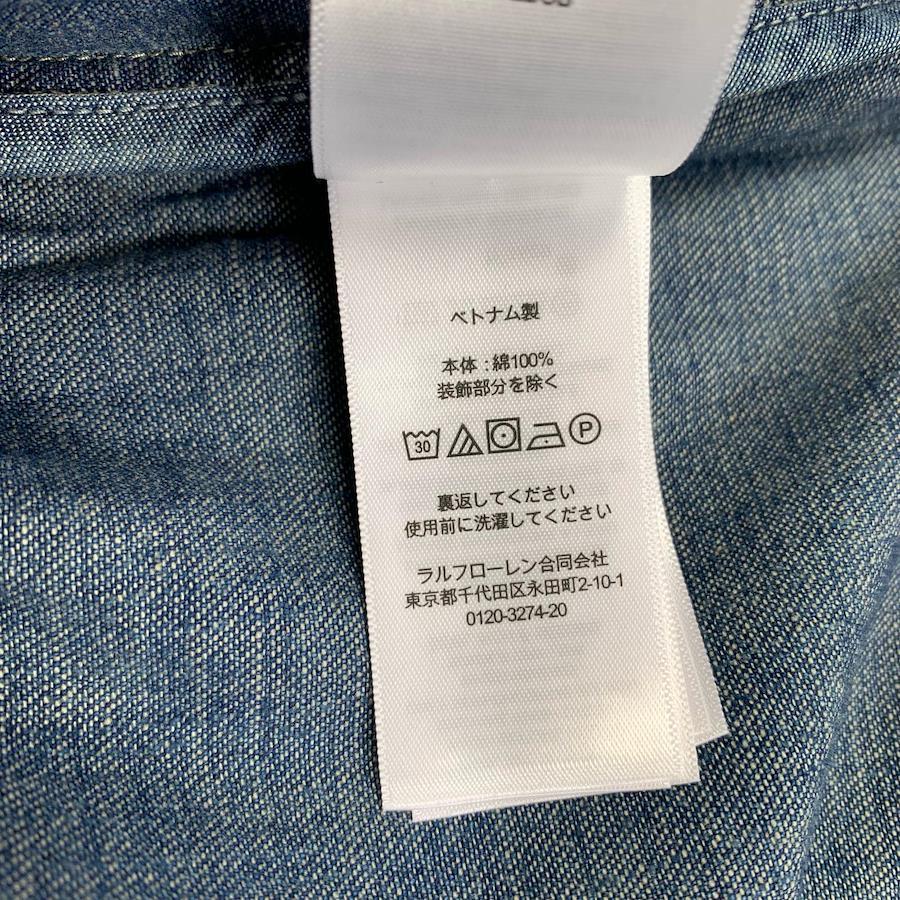 ベトナム製
本体：綿100%
装飾部分を除く
30 P
裏返してください
使用前に洗濯してください
ラルフローレン合同会社
東京都千代田区永田町2-10-1
0120-3274-20